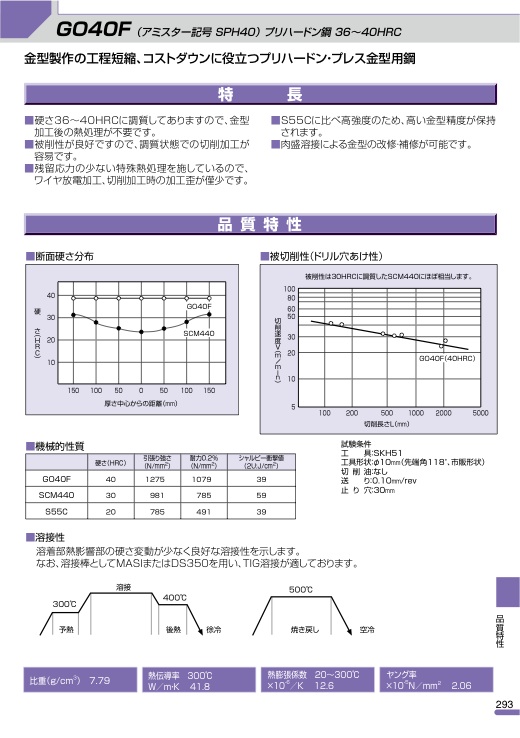 GO40F （アミスター記号 SPH40）プリハードン鋼 36〜40HRC
金型製作の工程短縮、コストダウンに役立つプリハードン・プレス金型用鋼
特　長
■硬さ36〜40HRCに調質してありますので、金型
加工後の熱処理が不要です。
■被削性が良好ですので、調質状態での切削加工が
容易です。
■残留応力の少ない特殊熱処理を施しているので、
ワイヤ放電加工、切削加工時の加工歪が僅少です。
■S55Cに比べ高強度のため、高い金型精度が保持
されます。
■肉盛溶接による金型の改修・補修が可能です。
品質特性
■断面硬さ分布
硬さ(HRC)
40
30
20
10
GO40F
SCM440
150 100 50 0 50 100 150
厚さ中心からの距離(mm)
■被切削性(ドリル穴あけ性)
被削性は30HRCに調質したSCM440にほぼ相当します。
切削速度V(m/min)
100
80
60
50
30
20
10
5
GO40F(40HRC)
100 200 500 1000 2000 5000
切削長さL(mm)
■機械的性質
硬さ(HRC) 引張り強さ(N/mm²) 耐力0.2%(N/mm²) シャルピー衝撃値(2U:J/cm²)
GO40F 40 1275 1079 39
SCM440 30 981 785 59
S55C 20 785 491 39
試験条件
工　具:SKH51
工具形状:φ10mm(先端角118°、市販形状)
切削油:なし
送　り:0.10mm/rev
止り穴:30mm
■溶接性
溶着部熱影響部の硬さ変動が少なく良好な溶接性を示します。
なお、溶接棒としてMASIまたはDS350を用い、TIG溶接が適しております。
300℃
溶接
400℃
予熱
後熱
徐冷
500℃
焼き戻し
空冷
比重(g/cm³) 7.79
熱伝導率 300℃
W／m・K 41.8
熱膨張係数 20〜300℃
×10⁻⁶／K 12.6
ヤング率
×10⁻⁵N／mm² 2.06
品質特性
293